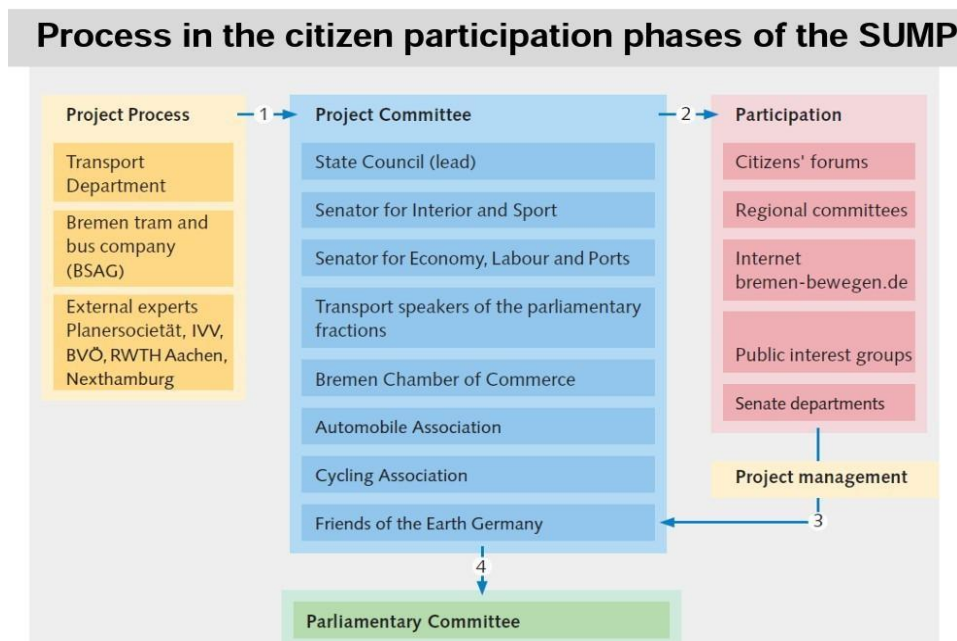 Process in the citizen participation phases of the SUMP
Project Process
1
Project Committee
2
Participation
Transport
Department
Bremen tram and
bus company
(BSAG)
External experts
Planersocietät, IVV,
BVÖ, RWTH Aachen,
Nexthamburg
State Council (lead)
Senator for Interior and Sport
Senator for Economy, Labour and Ports
Transport speakers of the parliamentary
fractions
Bremen Chamber of Commerce
Automobile Association
Cycling Association
Friends of the Earth Germany
Citizens' forums
Regional committees
Internet
bremen-bewegen.de
Public interest groups
Senate departments
Project management
3
4
Parliamentary Committee